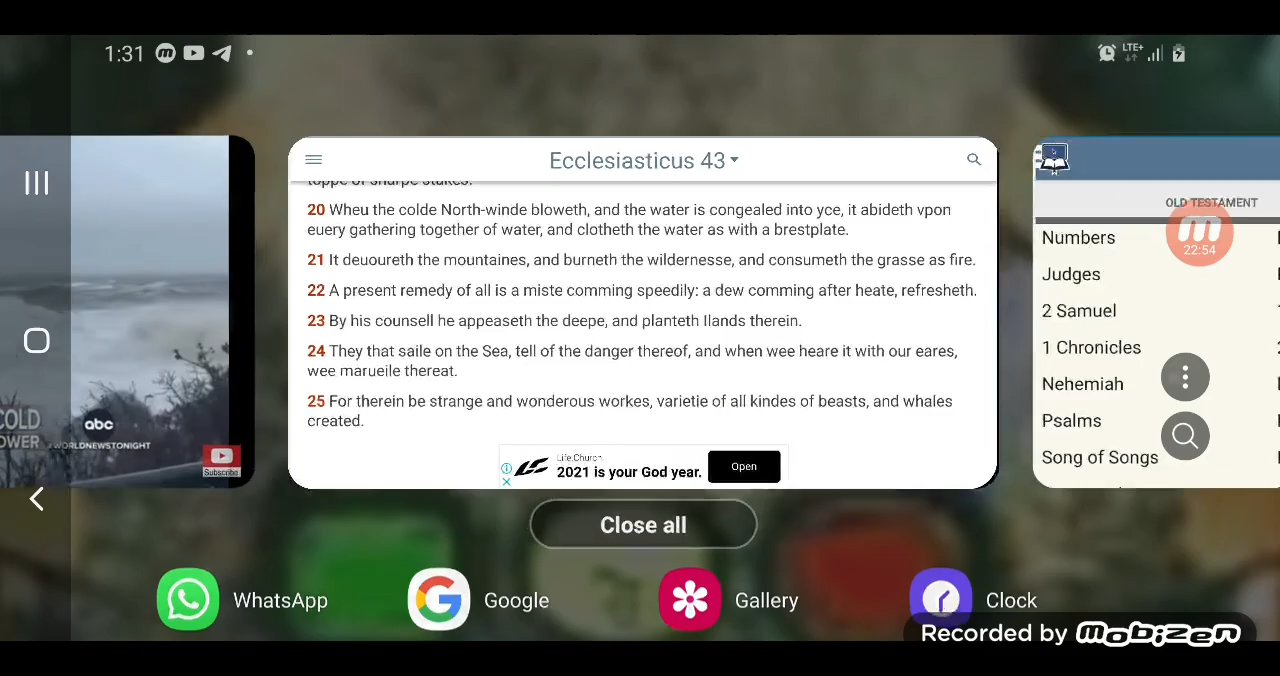 1:31
LTE+
Ecclesiasticus 43
toppe of sharpe stakes.
20 Wheu the colde North-winde bloweth, and the water is congealed into yce, it abideth vpon
euery gathering together of water, and clotheth the water as with a brestplate.
21 It deuoureth the mountaines, and burneth the wildernesse, and consumeth the grasse as fire.
22 A present remedy of all is a miste comming speedily: a dew comming after heate, refresheth.
23 By his counsell he appeaseth the deepe, and planteth Ilands therein.
24 They that saile on the Sea, tell of the danger thereof, and when wee heare it with our eares,
wee marueile thereat.
25 For therein be strange and wonderous workes, varietie of all kindes of beasts, and whales
created.
Life.Church
2021 is your God year.
Open
COLD
OWER
abc
#WORLDNEWSTONIGHT
Subscribe
OLD TESTAMENT
Numbers
Judges
2 Samuel
1 Chronicles
Nehemiah
Psalms
Song of Songs
22:54
Close all
WhatsApp
Google
Gallery
Clock
Recorded by mobizen